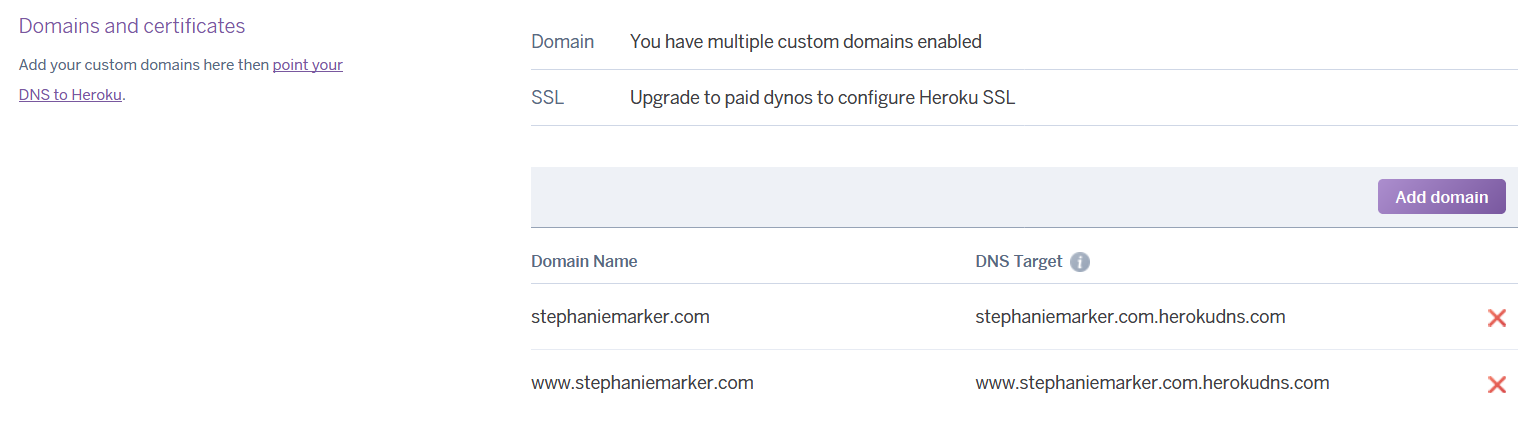 Domains and certificates
Add your custom domains here then point your
DNS to Heroku.
Domain You have multiple custom domains enabled
SSL Upgrade to paid dynos to configure Heroku SSL
Add domain
Domain Name DNS Target i
stephaniemarker.com stephaniemarker.com.herokudns.com
www.stephaniemarker.com www.stephaniemarker.com.herokudns.com